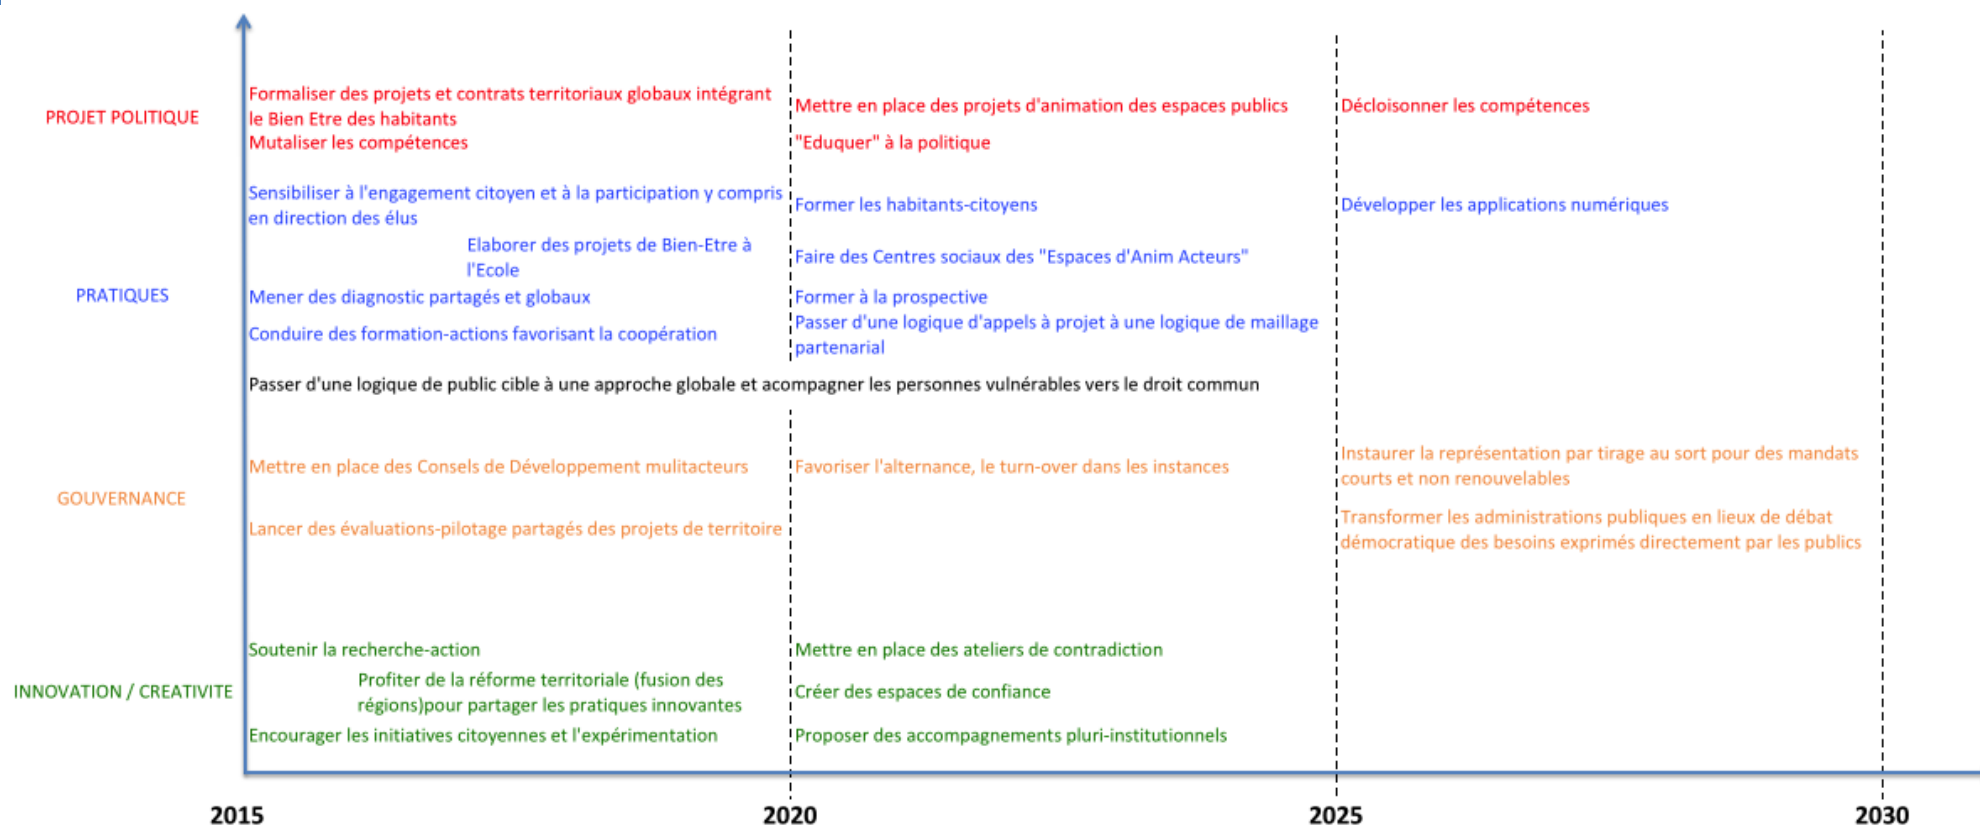 PROJET POLITIQUE
Formaliser des projets et contrats territoriaux globaux intégrant
le Bien Etre des habitants
Mutaliser les compétences
Mettre en place des projets d'animation des espaces publics
"Eduquer" à la politique
Décloisonner les compétences
PRATIQUES
Sensibiliser à l'engagement citoyen et à la participation y compris
en direction des élus
Elaborer des projets de Bien-Etre à
l'Ecole
Mener des diagnostic partagés et globaux
Conduire des formation-actions favorisant la coopération
Former les habitants-citoyens
Faire des Centres sociaux des "Espaces d'Anim Acteurs"
Former à la prospective
Passer d'une logique d'appels à projet à une logique de maillage
partenarial
Développer les applications numériques
Passer d'une logique de public cible à une approche globale et acompagner les personnes vulnérables vers le droit commun
GOUVERNANCE
Mettre en place des Consels de Développement mulitacteurs
Lancer des évaluations-pilotage partagés des projets de territoire
Favoriser l'alternance, le turn-over dans les instances
Instaurer la représentation par tirage au sort pour des mandats
courts et non renouvelables
Transformer les administrations publiques en lieux de débat
démocratique des besoins exprimés directement par les publics
INNOVATION / CREATIVITE
Soutenir la recherche-action
Profiter de la réforme territoriale (fusion des
régions)pour partager les pratiques innovantes
Encourager les initiatives citoyennes et l'expérimentation
Mettre en place des ateliers de contradiction
Créer des espaces de confiance
Proposer des accompagnements pluri-institutionnels
2015
2020
2025
2030